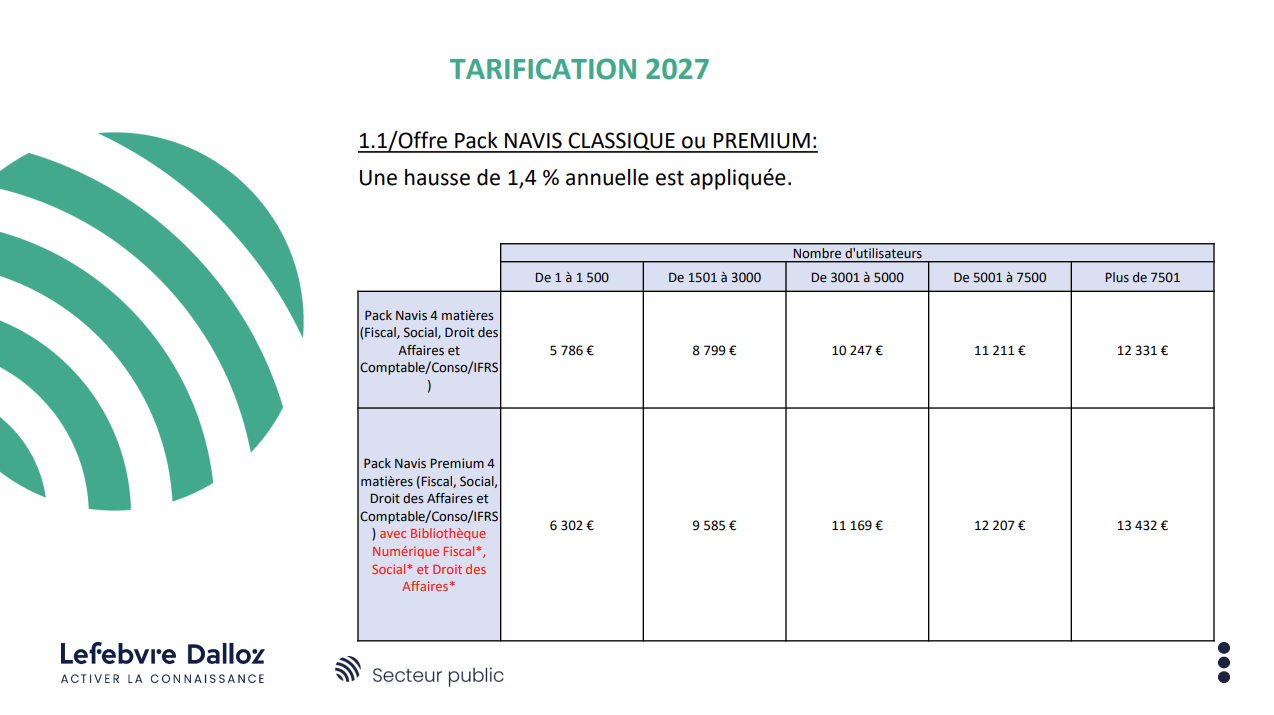 TARIFICATION 2027
1.1/Offre Pack NAVIS CLASSIQUE ou PREMIUM:
Une hausse de 1,4 % annuelle est appliquée.
Nombre d'utilisateurs
De 1 à 1 500
De 1501 à 3000
De 3001 à 5000
De 5001 à 7500
Plus de 7501
Pack Navis 4 matières
(Fiscal, Social, Droit des
Affaires et
Comptable/Conso/IFRS
)
5 786 €
8 799 €
10 247 €
11 211 €
12 331 €
Pack Navis Premium 4
matières (Fiscal, Social,
Droit des Affaires et
Comptable/Conso/IFRS
) avec Bibliothèque
Numérique Fiscal*,
Social* et Droit des
Affaires*
6 302 €
9 585 €
11 169 €
12 207 €
13 432 €
Lefebvre Dalloz
ACTIVER LA CONNAISSANCE
Secteur public